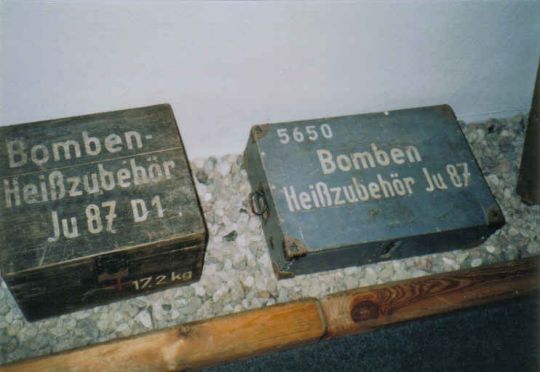 Bomben-
Heißzubehör
Ju 87 D1
17,2 kg
5650
Bomben
Heißzubehör Ju 87